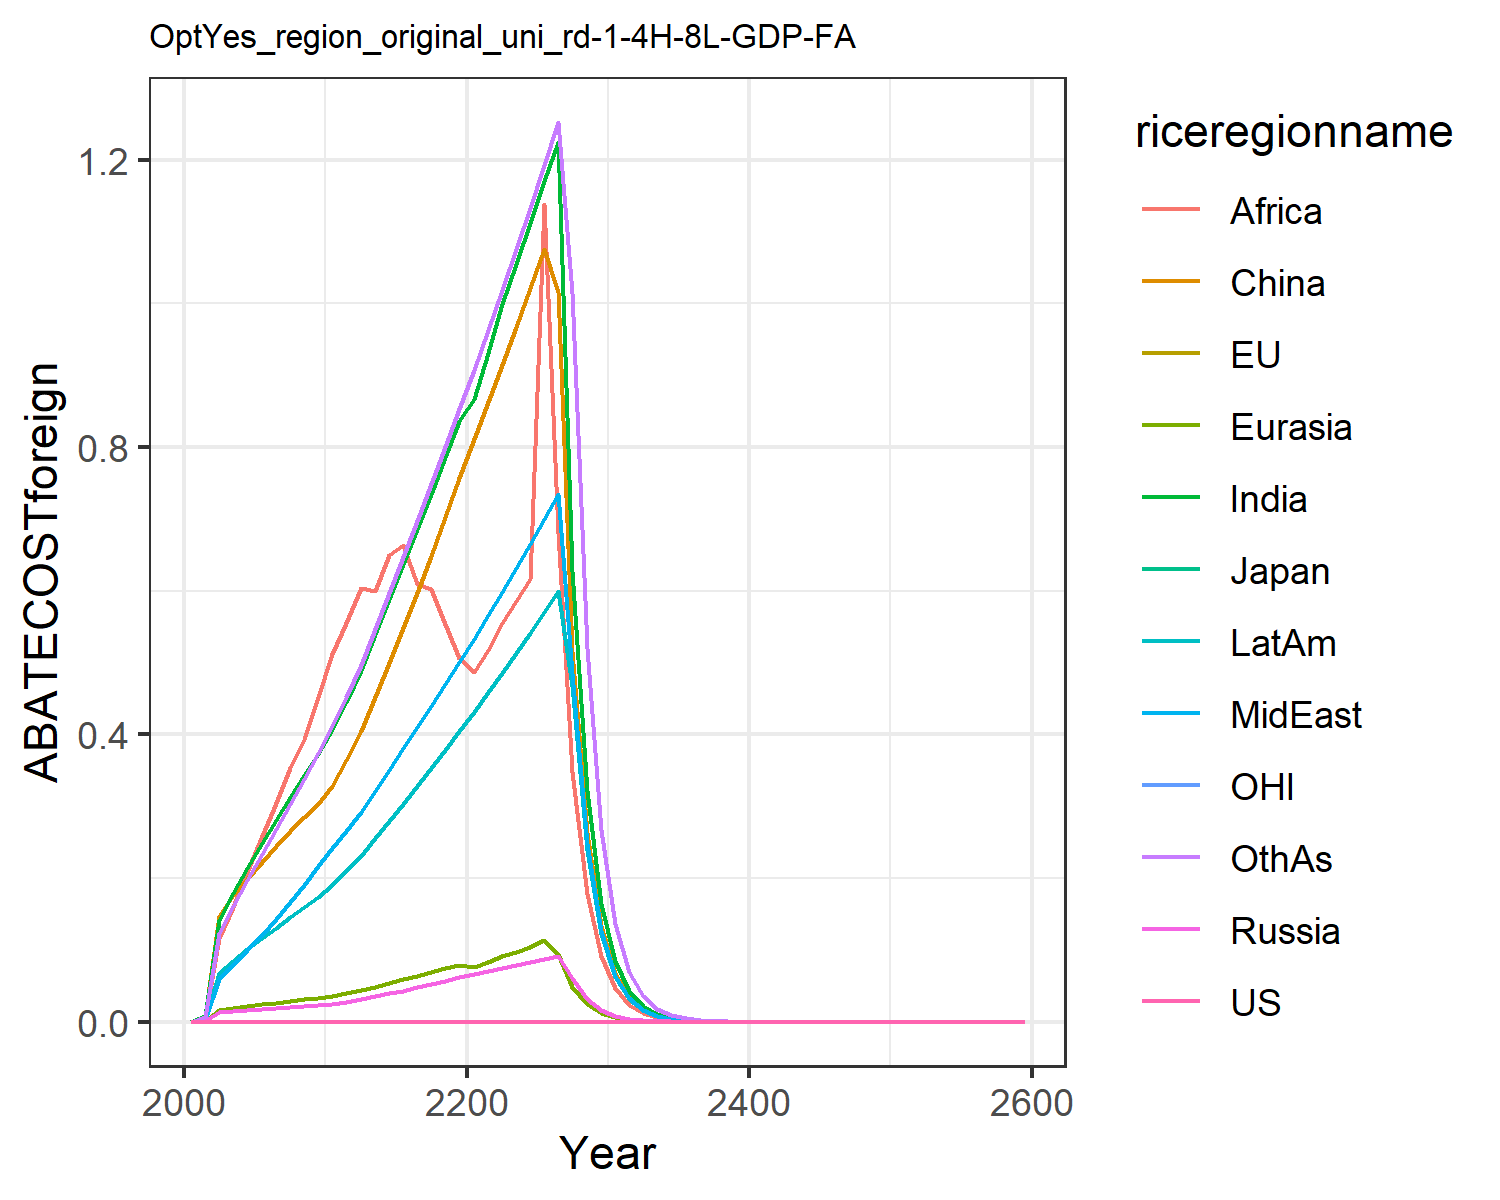 OptYes_region_original_uni_rd-1-4H-8L-GDP-FA
ABATECOSTforeign
1.2
0.8
0.4
0.0
2000
2200
2400
2600
Year
riceregionname
Africa
China
EU
Eurasia
India
Japan
LatAm
MidEast
OHI
OthAs
Russia
US